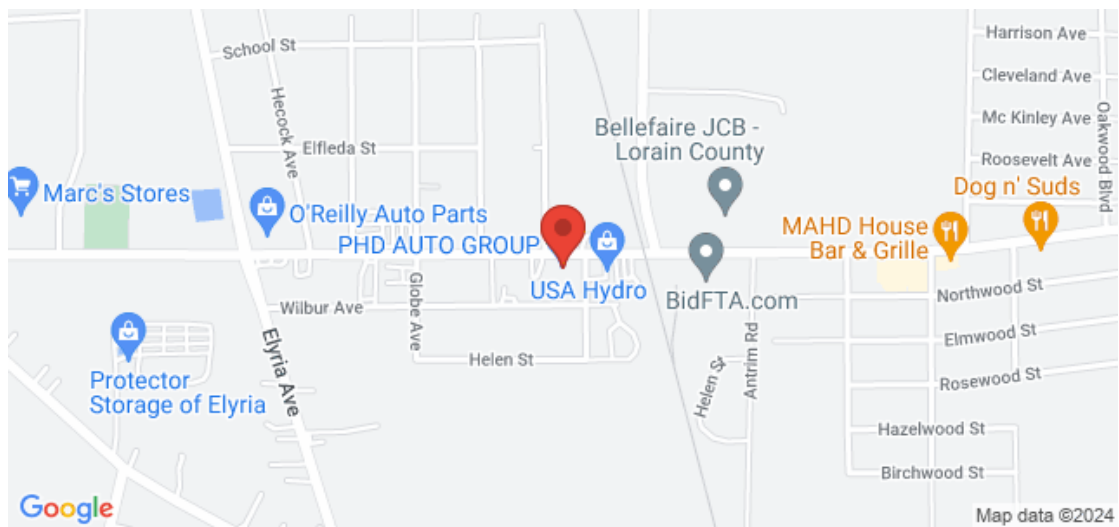 School St
Harrison Ave
Cleveland Ave
Hecock Ave
Oakwood Blvd
Bellefaire JCB -
Lorain County
Mc Kinley Ave
Elfleda St
Roosevelt Ave
Marc's Stores
Dog n' Suds
O'Reilly Auto Parts
MAHD House
Bar & Grille
PHD AUTO GROUP
USA Hydro
BidFTA.com
Northwood St
Wilbur Ave
Globe Ave
Elyria Ave
Antrim Rd
Elmwood St
Helen St
Helen St
Protector
Storage of Elyria
Rosewood St
Hazelwood St
Birchwood St
Google
Map data ©2024